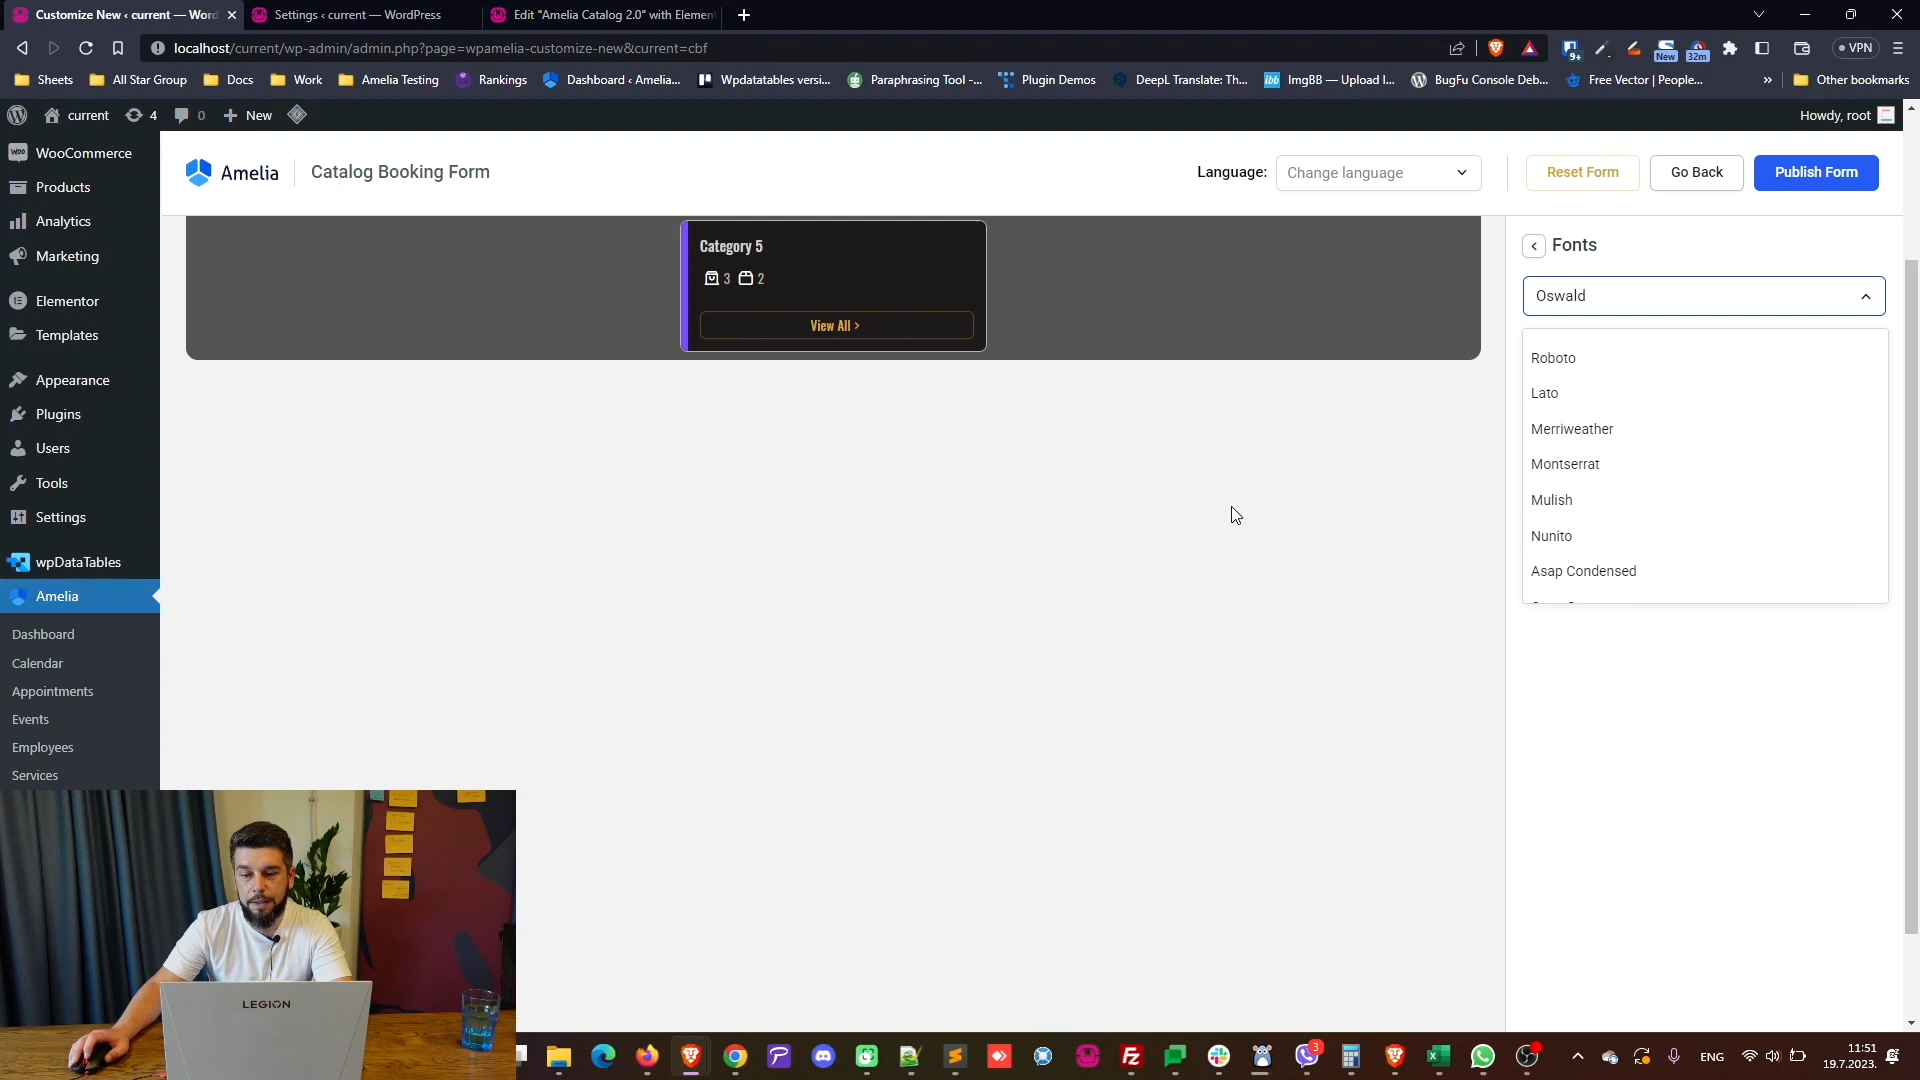 Customize New ‹ current — Word
Settings ‹ current — WordPress
Edit "Amelia Catalog 2.0" with Element
localhost/current/wp-admin/admin.php?page=wpamelia-customize-new&current=cbf
9+
New
32m
VPN
Sheets
All Star Group
Docs
Work
Amelia Testing
Rankings
Dashboard ‹ Amelia...
Wpdatatables versi...
Paraphrasing Tool -...
Plugin Demos
DeepL Translate: Th...
ibb
ImgBB — Upload I...
BugFu Console Deb...
Free Vector | People...
»
Other bookmarks
current
4
0
New
Howdy, root
WooCommerce
Products
Analytics
Marketing
Elementor
Templates
Appearance
Plugins
Users
Tools
Settings
wpDataTables
Amelia
Dashboard
Calendar
Appointments
Events
Employees
Services
Amelia
Catalog Booking Form
Language:
Change language
Reset Form
Go Back
Publish Form
Category 5
3
2
View All >
Fonts
Oswald
Roboto
Lato
Merriweather
Montserrat
Mulish
Nunito
Asap Condensed
LEGION
3
ENG
11:51
19.7.2023.